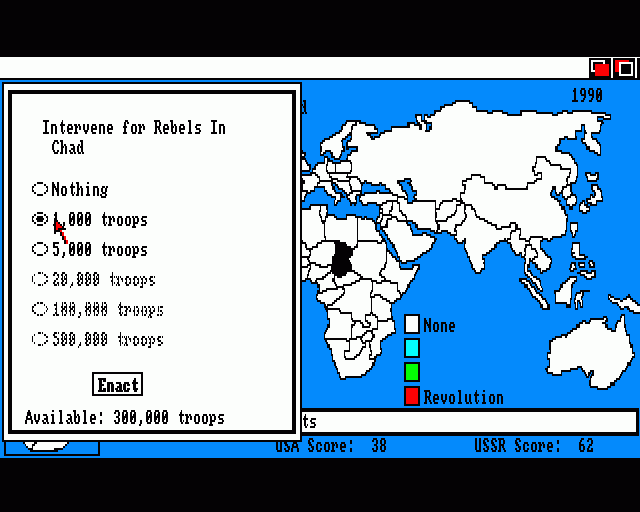 1990
Intervene for Rebels In
Chad
Nothing
1,000 troops
5,000 troops
20,000 troops
100,000 troops
500,000 troops
Enact
Available: 300,000 troops
None
Revolution
USA Score: 38
USSR Score: 62